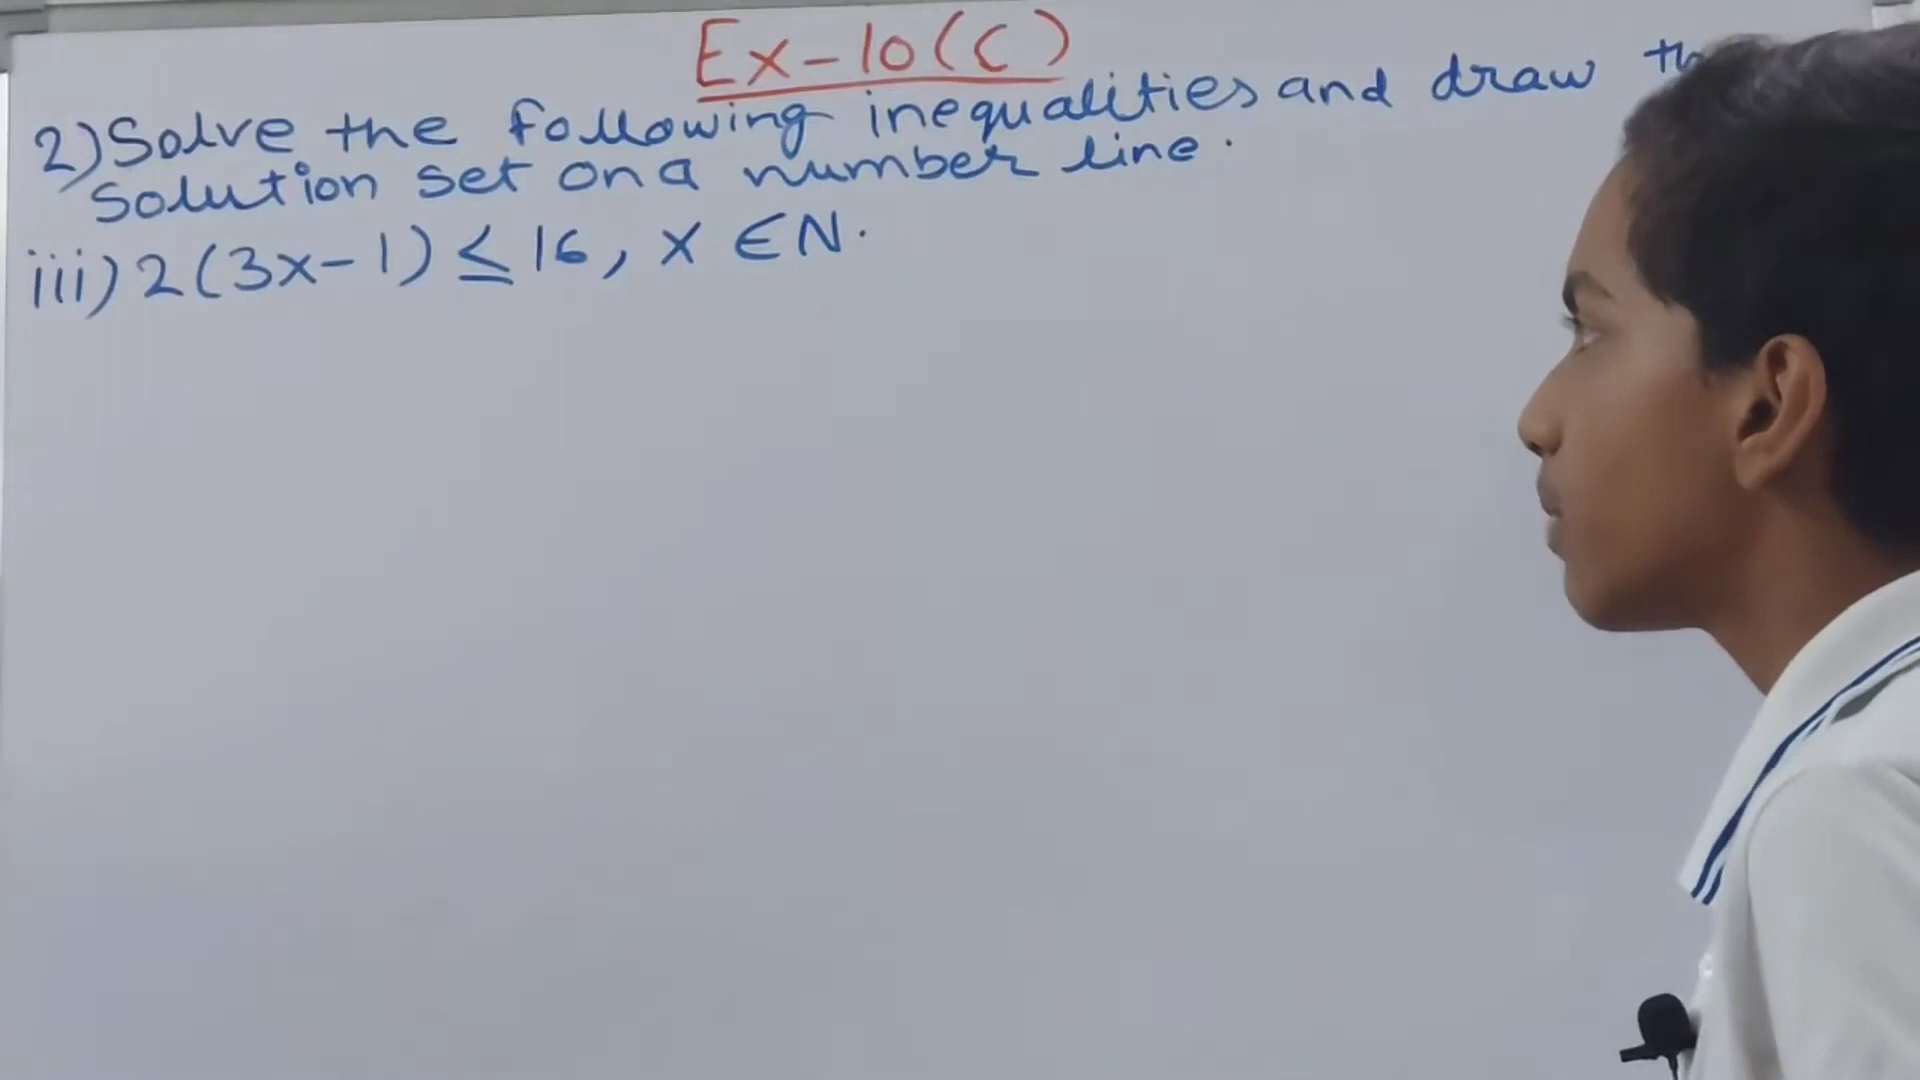 Ex-10(C)
2) Solve the following inequalities and draw
Solution set on a number line.
iii) 2(3x-1) ≤ 16, x ∈ N.